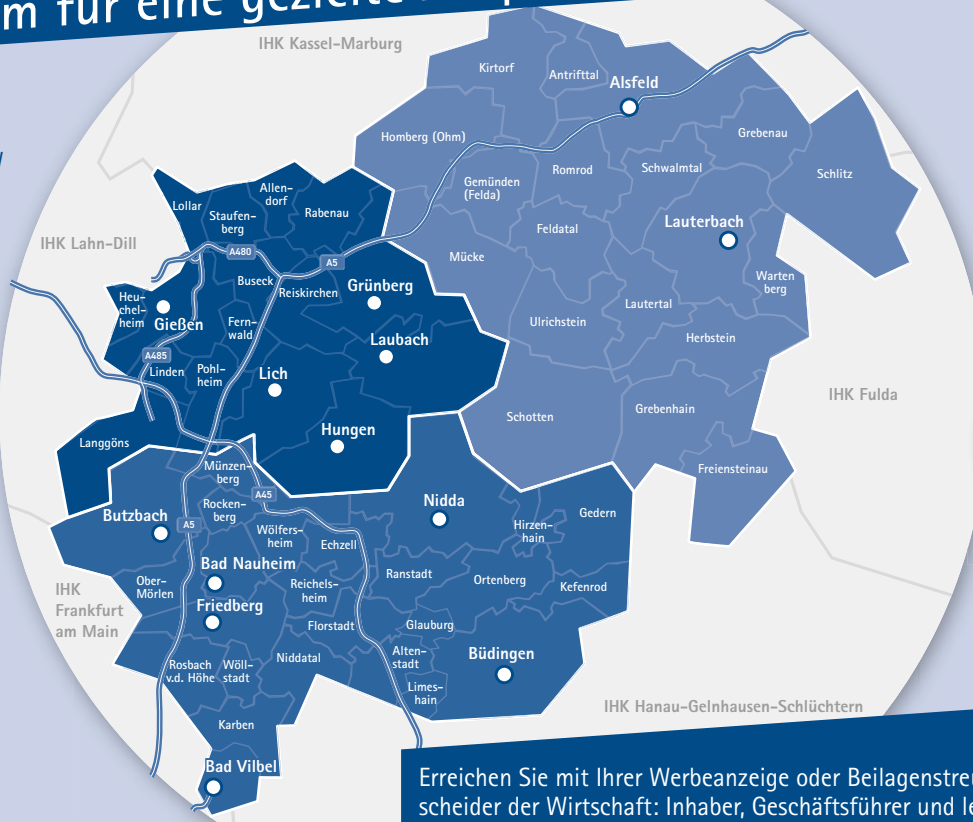 m für eine gezielte
IHK Kassel-Marburg
Kirtorf
Antrifttal
Alsfeld
Homberg (Ohm)
Grebenau
Gemünden
(Felda)
Romrod
Schwalmtal
Schlitz
Allen-
dorf
Lollar
Staufen-
berg
Rabenau
Lauterbach
Feldatal
IHK Lahn-Dill
A480
A5
Mücke
Buseck
Reiskirchen
Grünberg
Warten
berg
Heu-
chel-
heim
Gießen
Fern-
wald
Lautertal
Ulrichstein
Laubach
Herbstein
A485
Linden
Pohl-
heim
Lich
IHK Fulda
Grebenhain
Schotten
Hungen
Langgöns
Freiensteinau
Münzen-
berg
A45
Nidda
Butzbach
Rocken-
berg
A5
Gedern
Hirzen-
hain
Wölfers-
heim
Echzell
Bad Nauheim
Ranstadt
Ortenberg
Kefenrod
Ober-
Mörlen
Reichels-
heim
IHK
Frankfurt
am Main
Friedberg
Florstadt
Glauburg
Büdingen
Alten-
stadt
Niddatal
Rosbach
v.d. Höhe
Wöll-
stadt
Limes-
hain
IHK Hanau-Gelnhausen-Schlüchtern
Karben
Bad Vilbel
Erreichen Sie mit Ihrer Werbeanzeige oder Beilagenstreu
scheider der Wirtschaft: Inhaber, Geschäftsführer und le